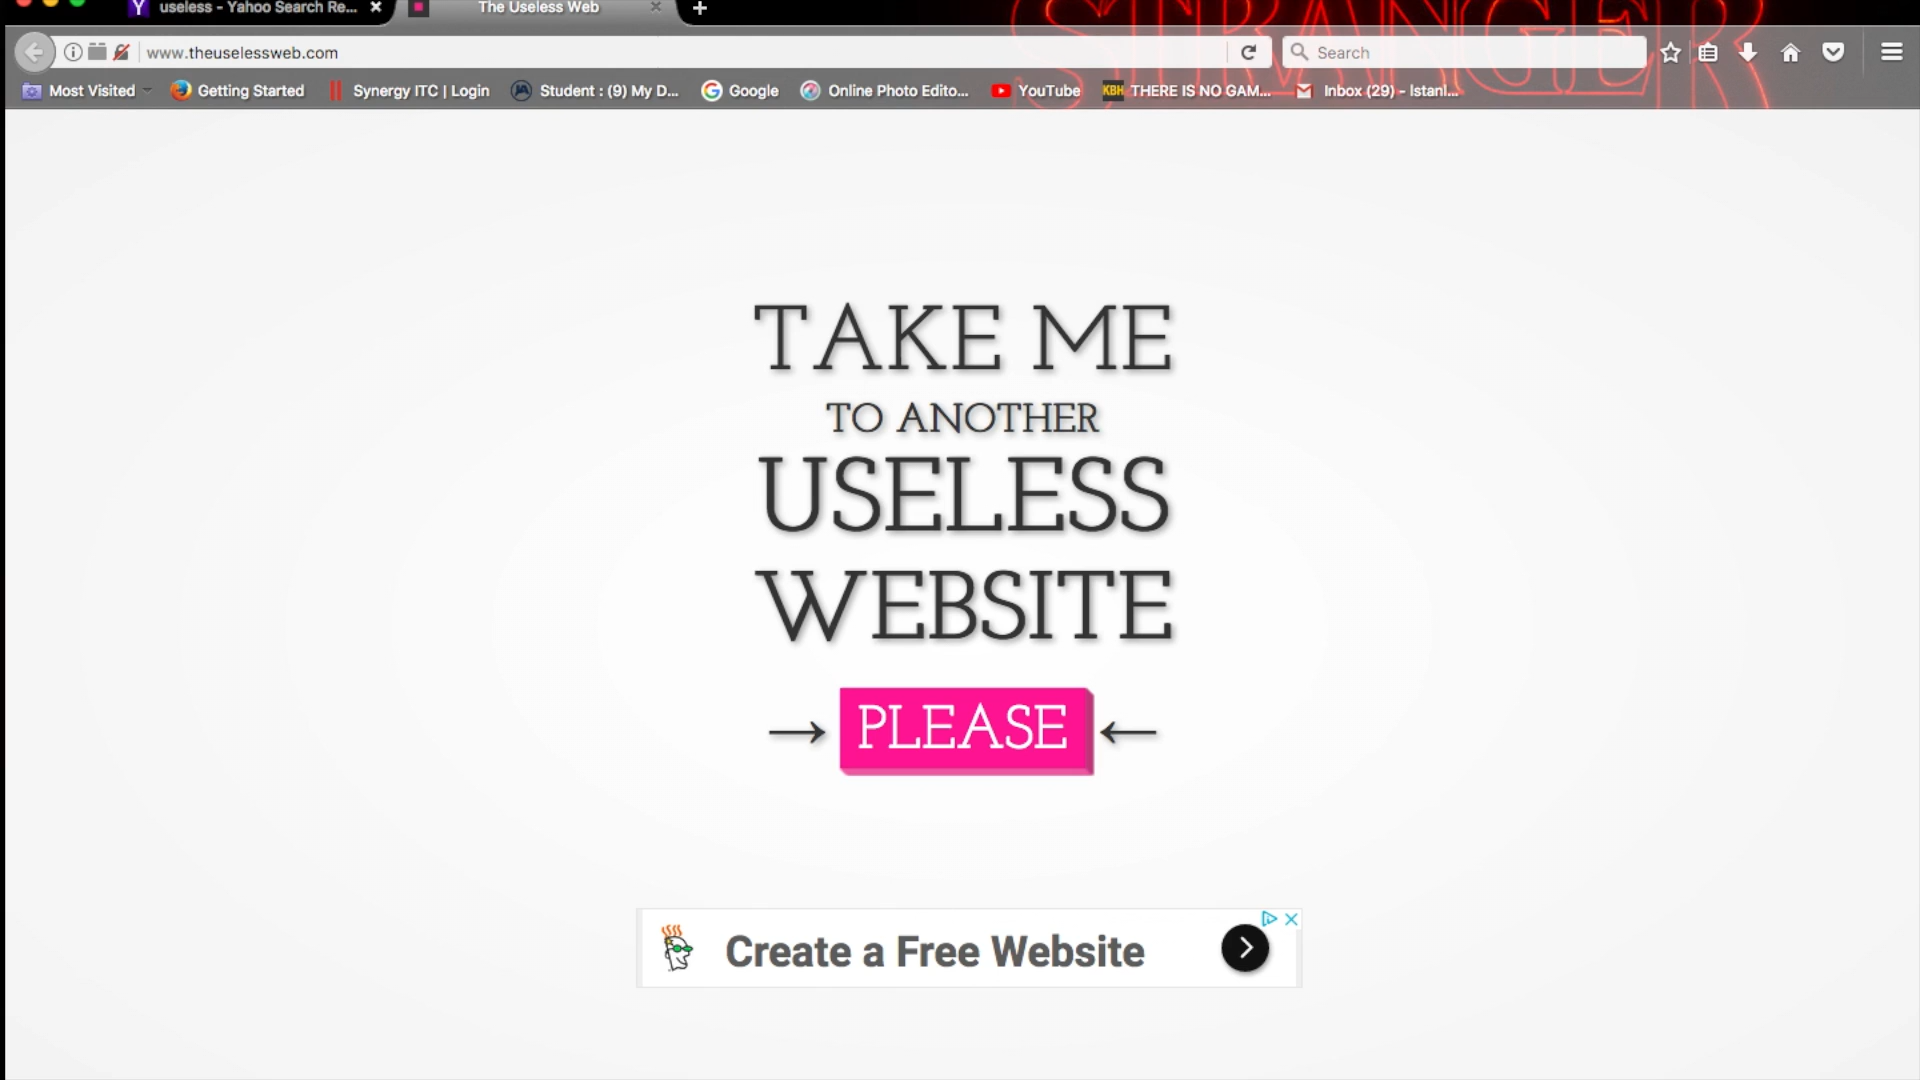 useless - Yahoo Search Re...
The Useless Web
www.theuselessweb.com
Search
Most Visited
Getting Started
Synergy ITC | Login
Student : (9) My D...
Google
Online Photo Edito...
YouTube
KBH THERE IS NO GAM...
Inbox (29) - Istanl...
STRANGER
TAKE ME
TO ANOTHER
USELESS
WEBSITE
→ PLEASE ←
Create a Free Website